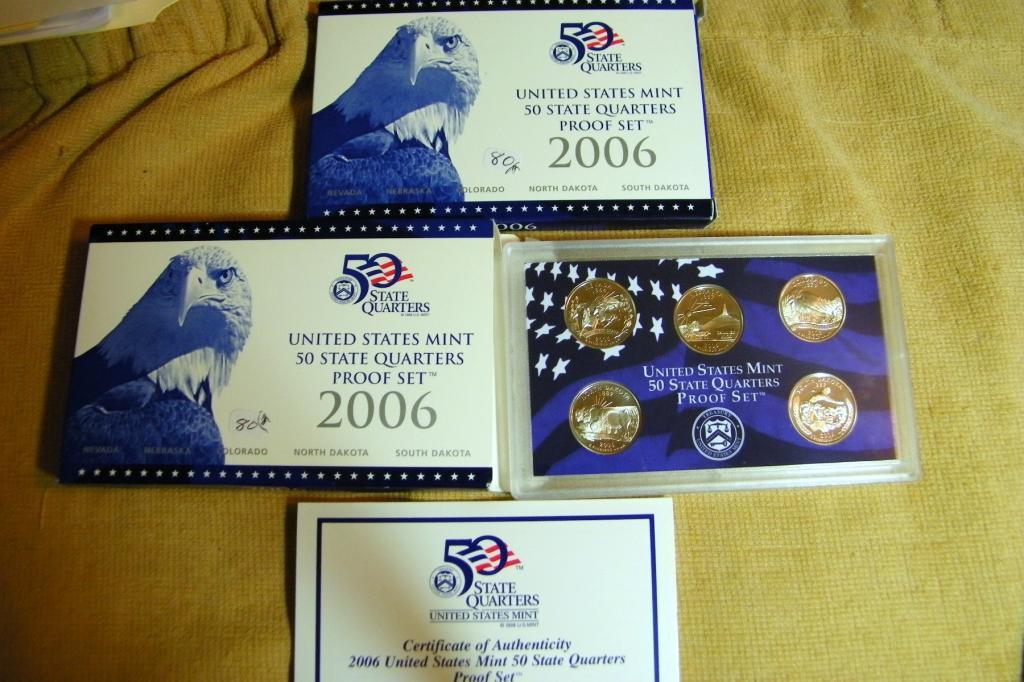 50
STATE
QUARTERS
UNITED STATES MINT
50 STATE QUARTERS
PROOF SET™
2006
80
NEVADA NEBRASKA COLORADO NORTH DAKOTA SOUTH DAKOTA
2006
50
STATE
QUARTERS
UNITED STATES MINT
50 STATE QUARTERS
PROOF SET™
2006
80
NEVADA NEBRASKA COLORADO NORTH DAKOTA SOUTH DAKOTA
UNITED STATES MINT
50 STATE QUARTERS
PROOF SET™
50™
STATE
QUARTERS
UNITED STATES MINT
Certificate of Authenticity
2006 United States Mint 50 State Quarters
Proof Set™